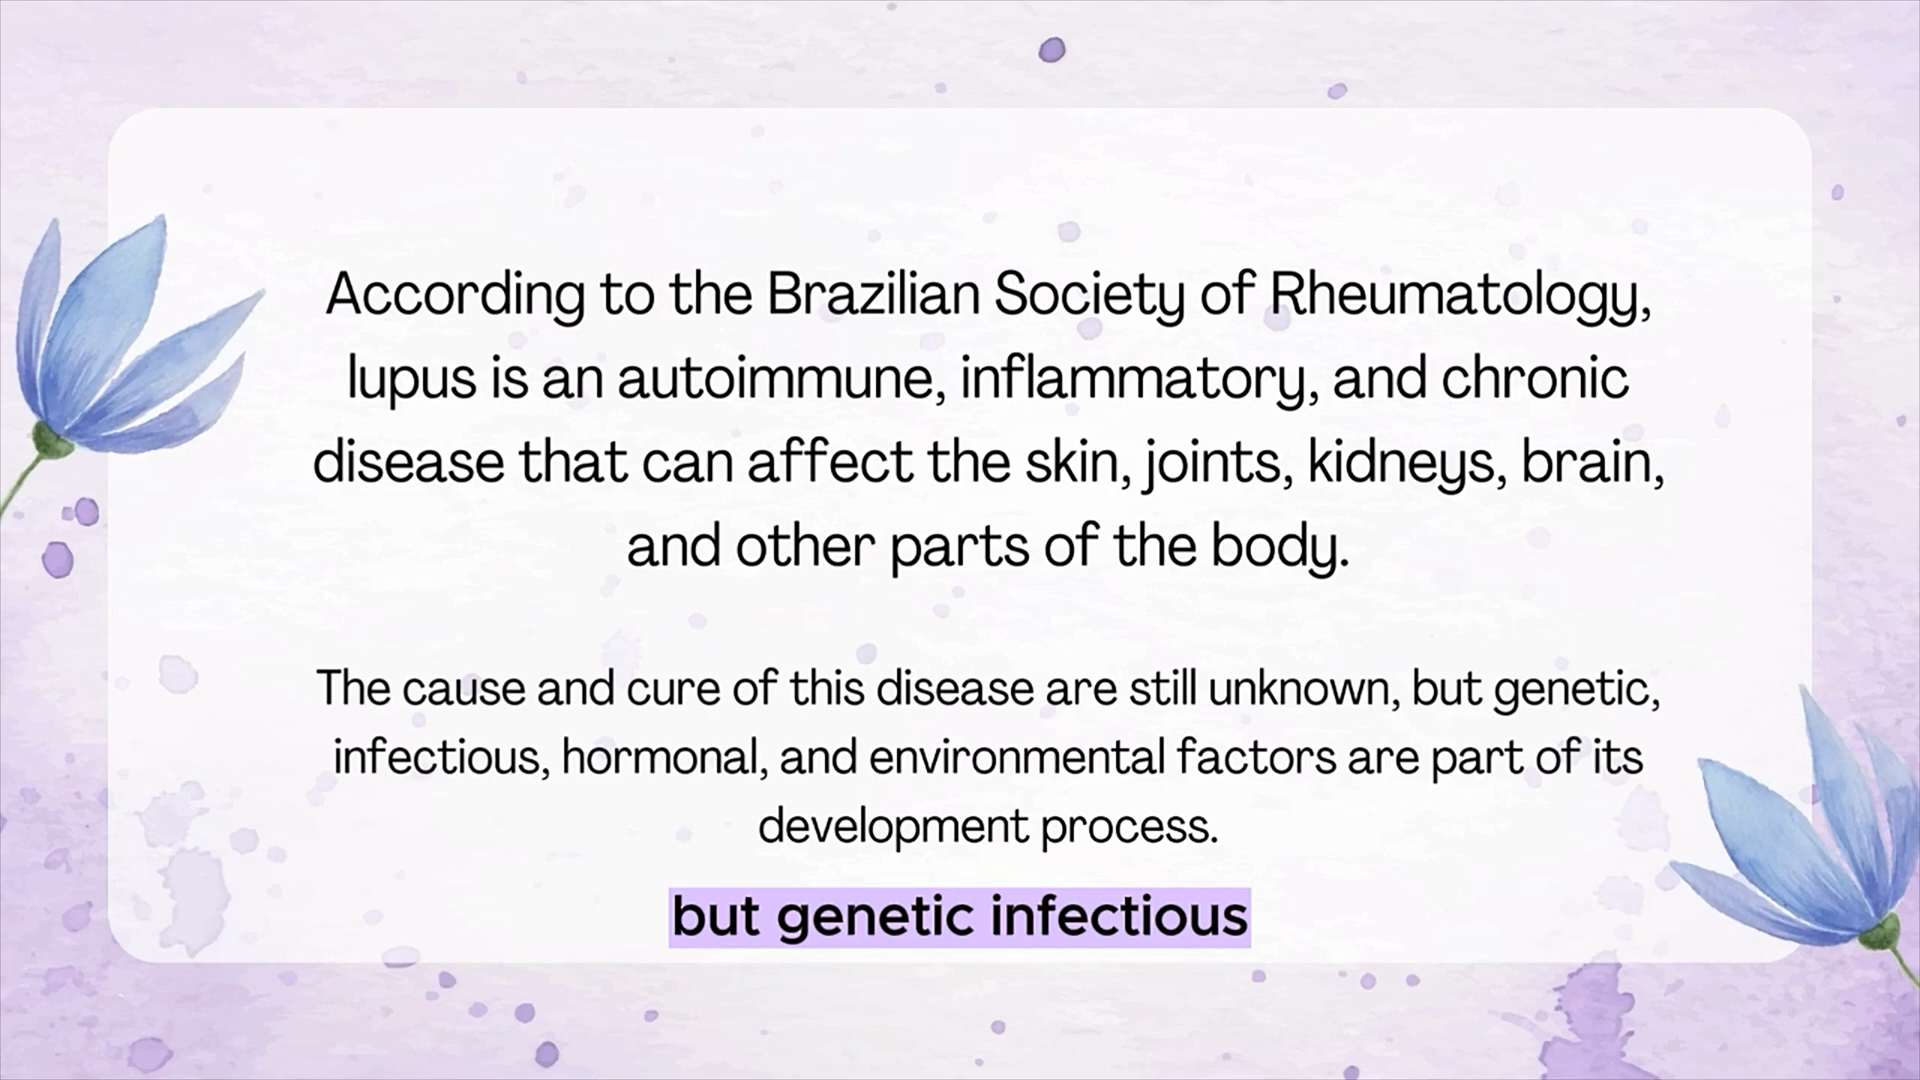 According to the Brazilian Society of Rheumatology,
lupus is an autoimmune, inflammatory, and chronic
disease that can affect the skin, joints, kidneys, brain,
and other parts of the body.
The cause and cure of this disease are still unknown, but genetic,
infectious, hormonal, and environmental factors are part of its
development process.
but genetic infectious